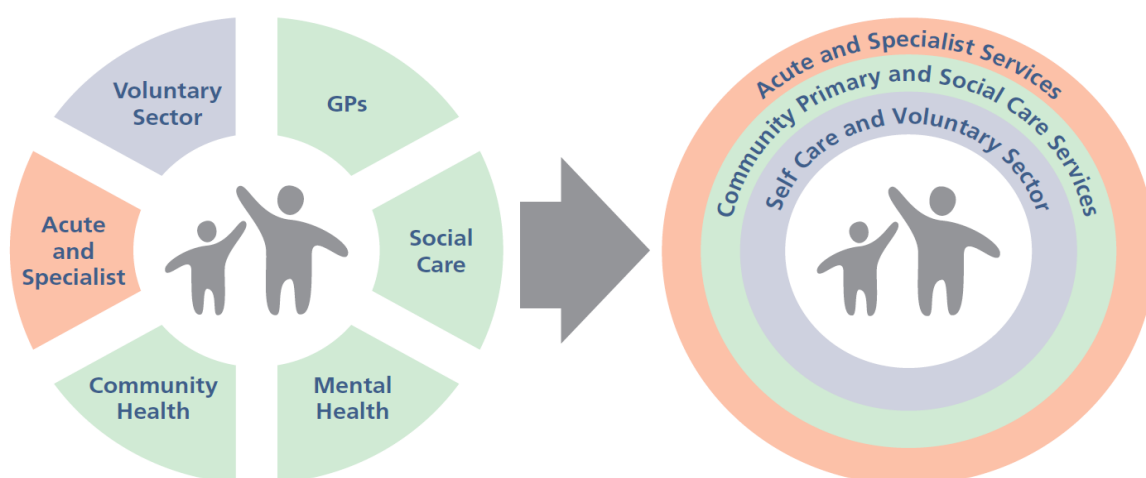 Voluntary
Sector
GPs
Acute
and
Specialist
Social
Care
Community
Health
Mental
Health
Acute and Specialist Services
Community Primary and Social Care Services
Self Care and Voluntary Sector